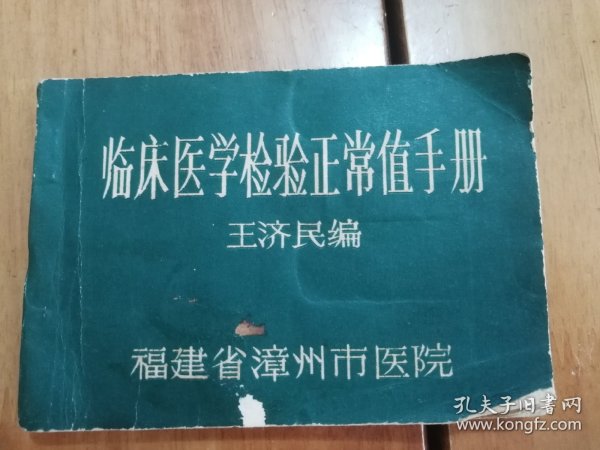 临床医学检验正常值手册
王济民编
福建省漳州市医院
孔夫子旧书网
www.kongfz.com